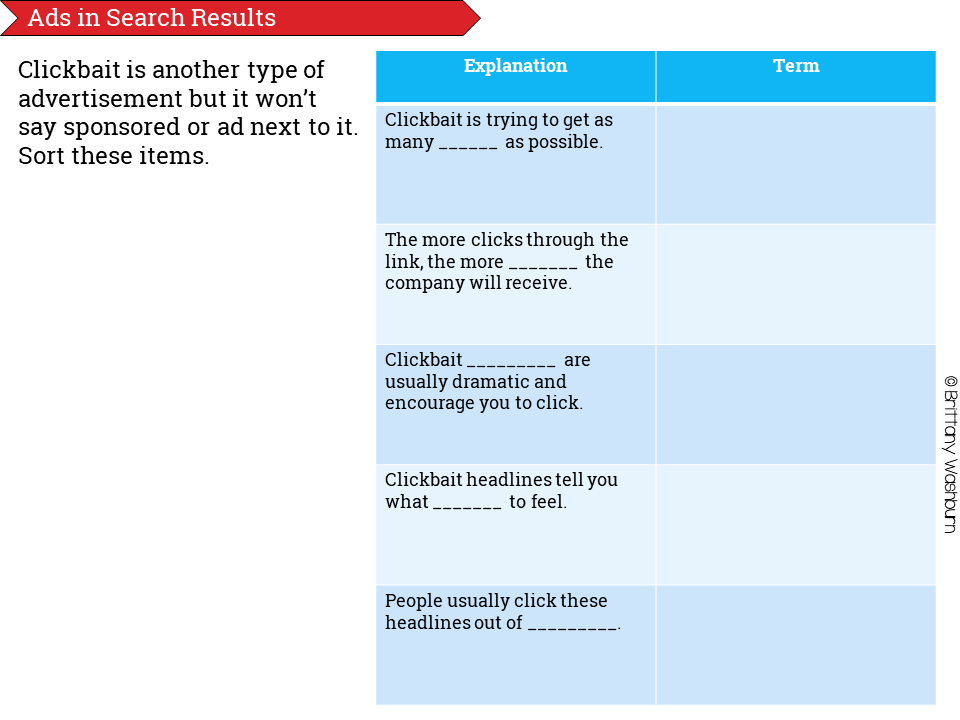 Ads in Search Results
Clickbait is another type of
advertisement but it won’t
say sponsored or ad next to it.
Sort these items.
Explanation
Term
Clickbait is trying to get as
many ______ as possible.
The more clicks through the
link, the more _______ the
company will receive.
Clickbait _________ are
usually dramatic and
encourage you to click.
Clickbait headlines tell you
what _______ to feel.
People usually click these
headlines out of _________.
© Brittany Washburn